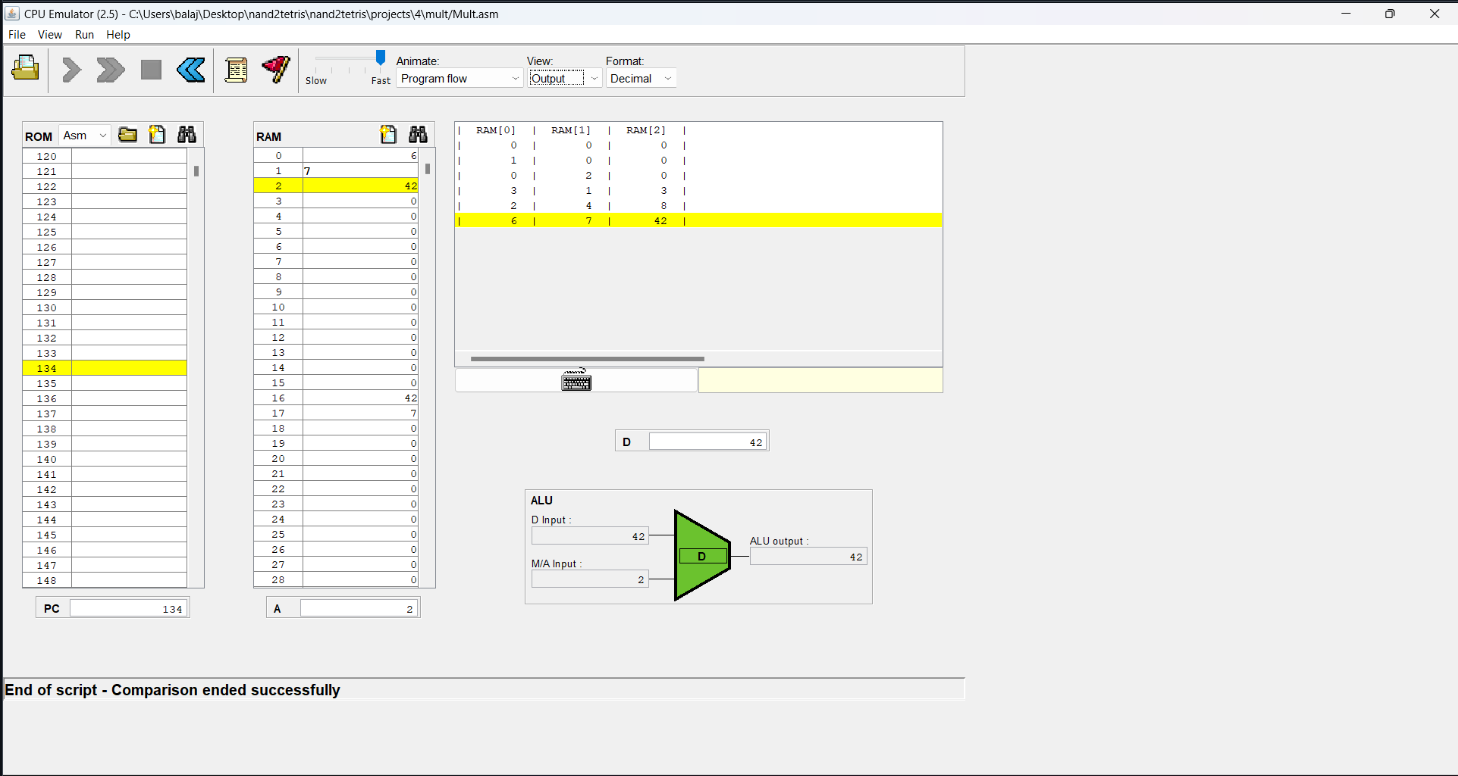 CPU Emulator (2.5) - C:\Users\balaj\Desktop\nand2tetris\nand2tetris\projects\4\mult/Mult.asm
File View Run Help
Slow Fast
Animate: View: Format:
Program flow Output Decimal
ROM Asm
120
121
122
123
124
125
126
127
128
129
130
131
132
133
134
135
136
137
138
139
140
141
142
143
144
145
146
147
148
PC 134
RAM
0 6
1 7
2 42
3 0
4 0
5 0
6 0
7 0
8 0
9 0
10 0
11 0
12 0
13 0
14 0
15 0
16 42
17 7
18 0
19 0
20 0
21 0
22 0
23 0
24 0
25 0
26 0
27 0
28 0
A 2
| RAM[0] | RAM[1] | RAM[2] |
| 0 | 0 | 0 |
| 1 | 0 | 0 |
| 0 | 2 | 0 |
| 3 | 1 | 3 |
| 2 | 4 | 8 |
| 6 | 7 | 42 |
D 42
ALU
D Input :
42
M/A Input :
2
D
ALU output :
42
End of script - Comparison ended successfully